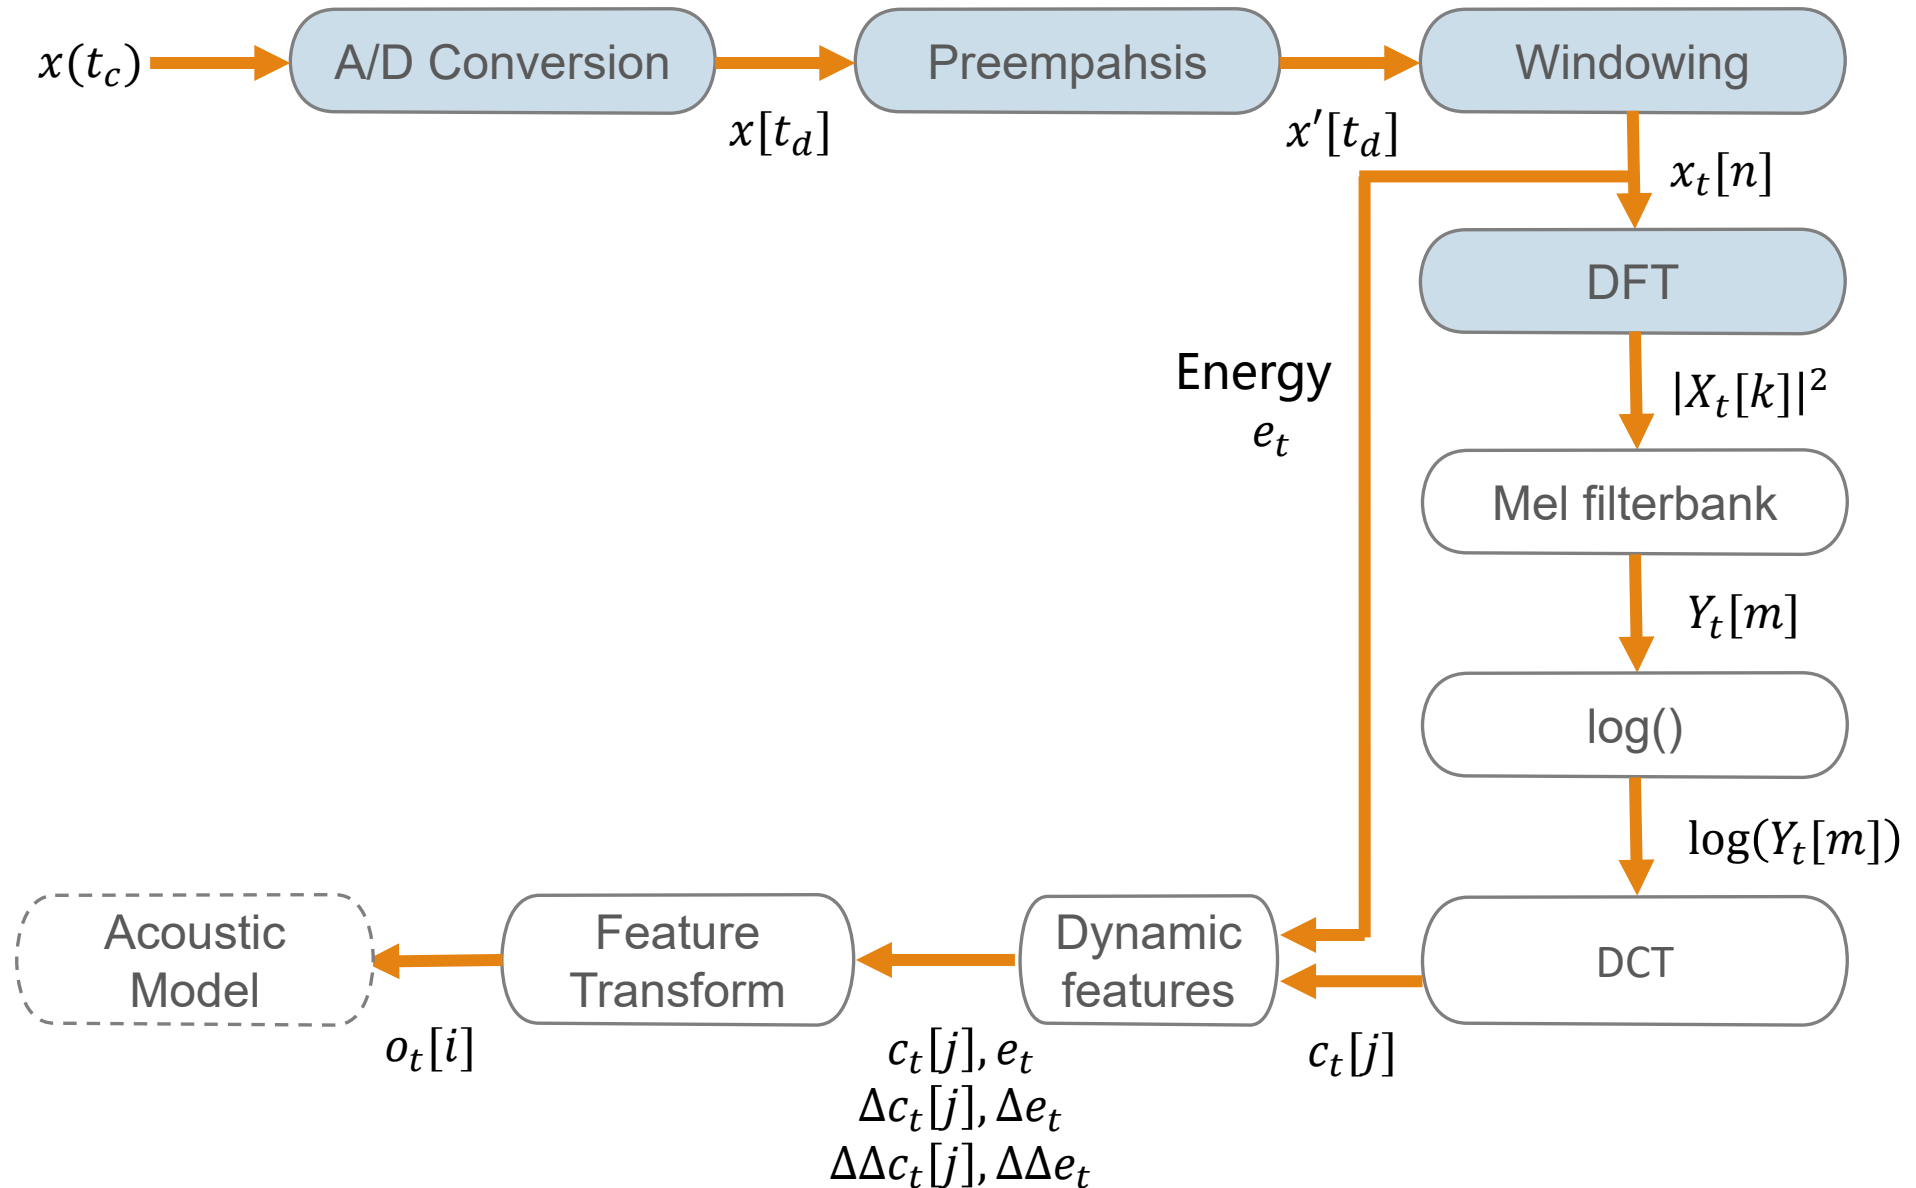 x(t_c)
A/D Conversion
x[t_d]
Preempahsis
x′[t_d]
Windowing
x_t[n]
DFT
|X_t[k]|²
Energy
e_t
Mel filterbank
Y_t[m]
log()
log(Y_t[m])
DCT
c_t[j]
Dynamic
features
c_t[j], e_t
Δc_t[j], Δe_t
ΔΔc_t[j], ΔΔe_t
Feature
Transform
o_t[i]
Acoustic
Model